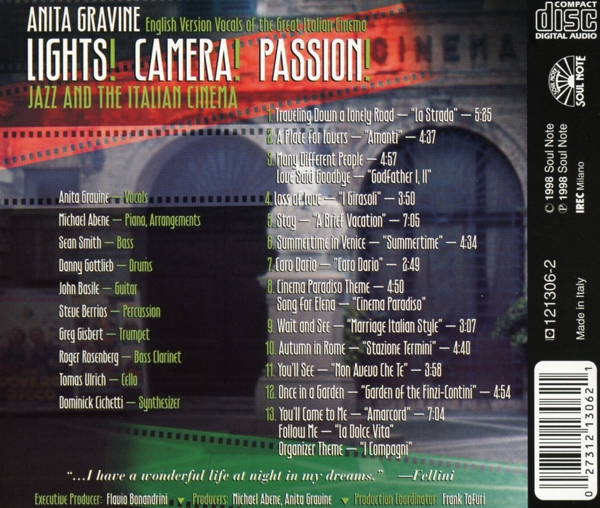 ANITA GRAVINE English Version Vocals of the Great Italian Cinema
LIGHTS! CAMERA! PASSION!
JAZZ AND THE ITALIAN CINEMA
CINEMA
COMPACT
disc
DIGITAL AUDIO
SOUL NOTE
SOUL NOTE
1. Traveling Down a Lonely Road — "La Strada" — 5:25
2. A Place For Lovers — "Amanti" — 4:37
3. Many Different People — 4:57
Love Said Goodbye — "Godfather I, II"
4. Loss of Love — "I Girasoli" — 3:50
5. Stay — "A Brief Vacation" — 7:05
6. Summertime in Venice — "Summertime" — 4:34
7. Caro Dario — "Caro Dario" — 2:49
8. Cinema Paradiso Theme — 4:50
Song for Elena — "Cinema Paradiso"
9. Wait and See — "Marriage Italian Style" — 3:07
10. Autumn in Rome — "Stazione Termini" — 4:40
11. You'll See — "Non Avevo Che Te" — 3:58
12. Once in a Garden — "Garden of the Finzi-Contini" — 4:54
13. You'll Come to Me — "Amarcord" — 7:04
Follow Me — "La Dolce Vita"
Organizer Theme — "I Compagni"
Anita Gravine — Vocals
Michael Abene — Piano, Arrangements
Sean Smith — Bass
Danny Gottlieb — Drums
John Basile — Guitar
Steve Berrios — Percussion
Greg Gisbert — Trumpet
Roger Rosenberg — Bass Clarinet
Tomas Ulrich — Cello
Dominick Cichetti — Synthesizer
"...I have a wonderful life at night in my dreams." —Fellini
Executive Producer: Flavio Bonandrini Producers: Michael Abene, Anita Gravine Production Coordinator: Frank Tafuri
© 1998 Soul Note
℗ 1998 Soul Note
IREC Milano
121306-2
Made in Italy
0 27312 13062 1